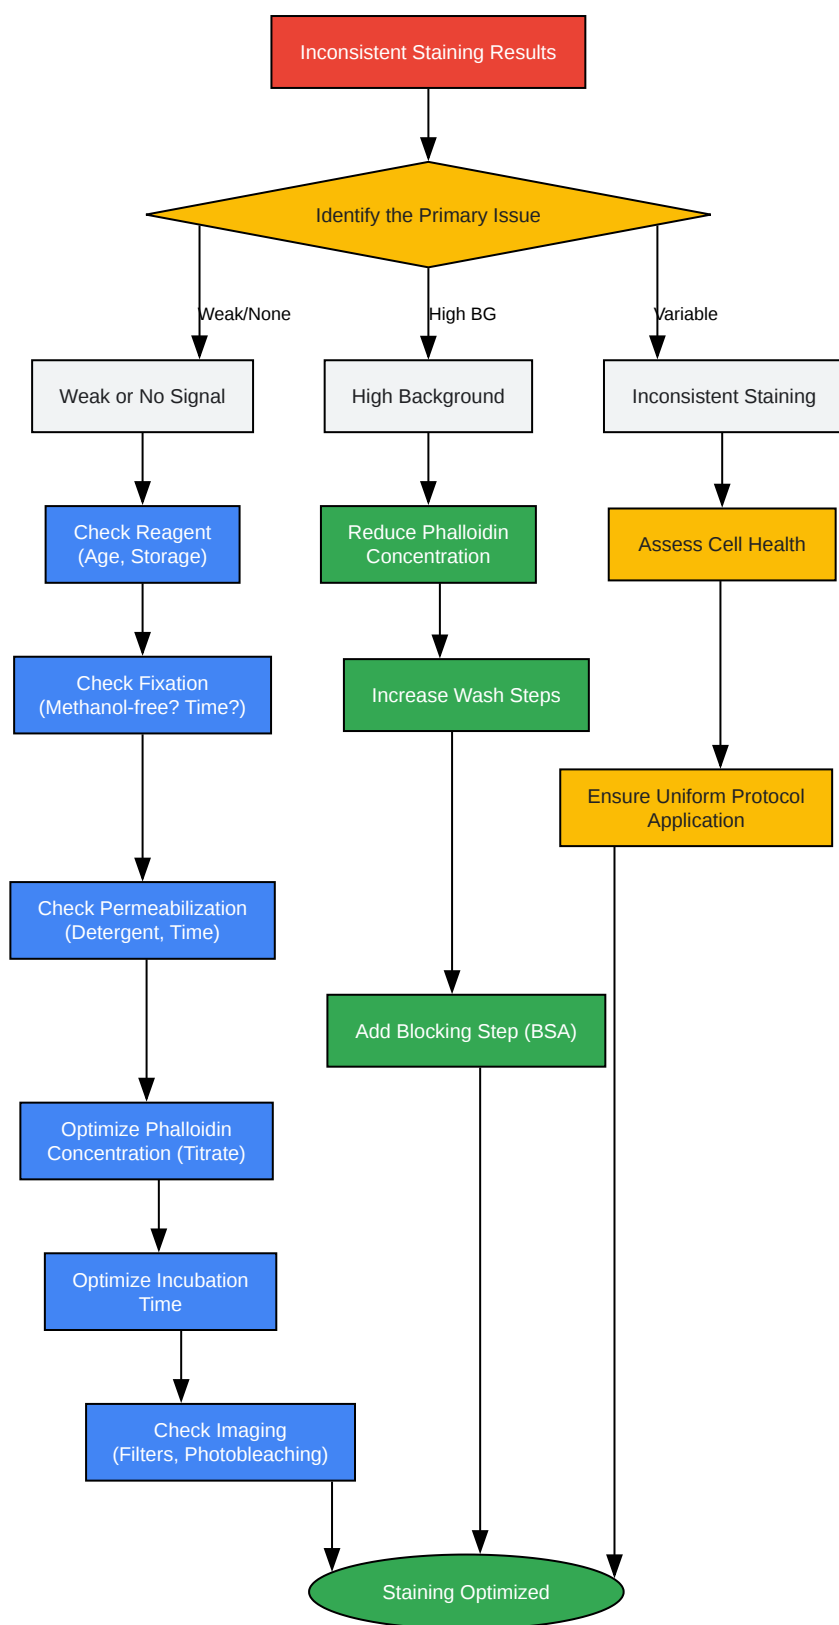 Inconsistent Staining Results
Identify the Primary Issue
Weak/None
High BG
Variable
Weak or No Signal
High Background
Inconsistent Staining
Check Reagent
(Age, Storage)
Reduce Phalloidin
Concentration
Assess Cell Health
Check Fixation
(Methanol-free? Time?)
Increase Wash Steps
Ensure Uniform Protocol
Application
Check Permeabilization
(Detergent, Time)
Add Blocking Step (BSA)
Optimize Phalloidin
Concentration (Titrate)
Optimize Incubation
Time
Check Imaging
(Filters, Photobleaching)
Staining Optimized